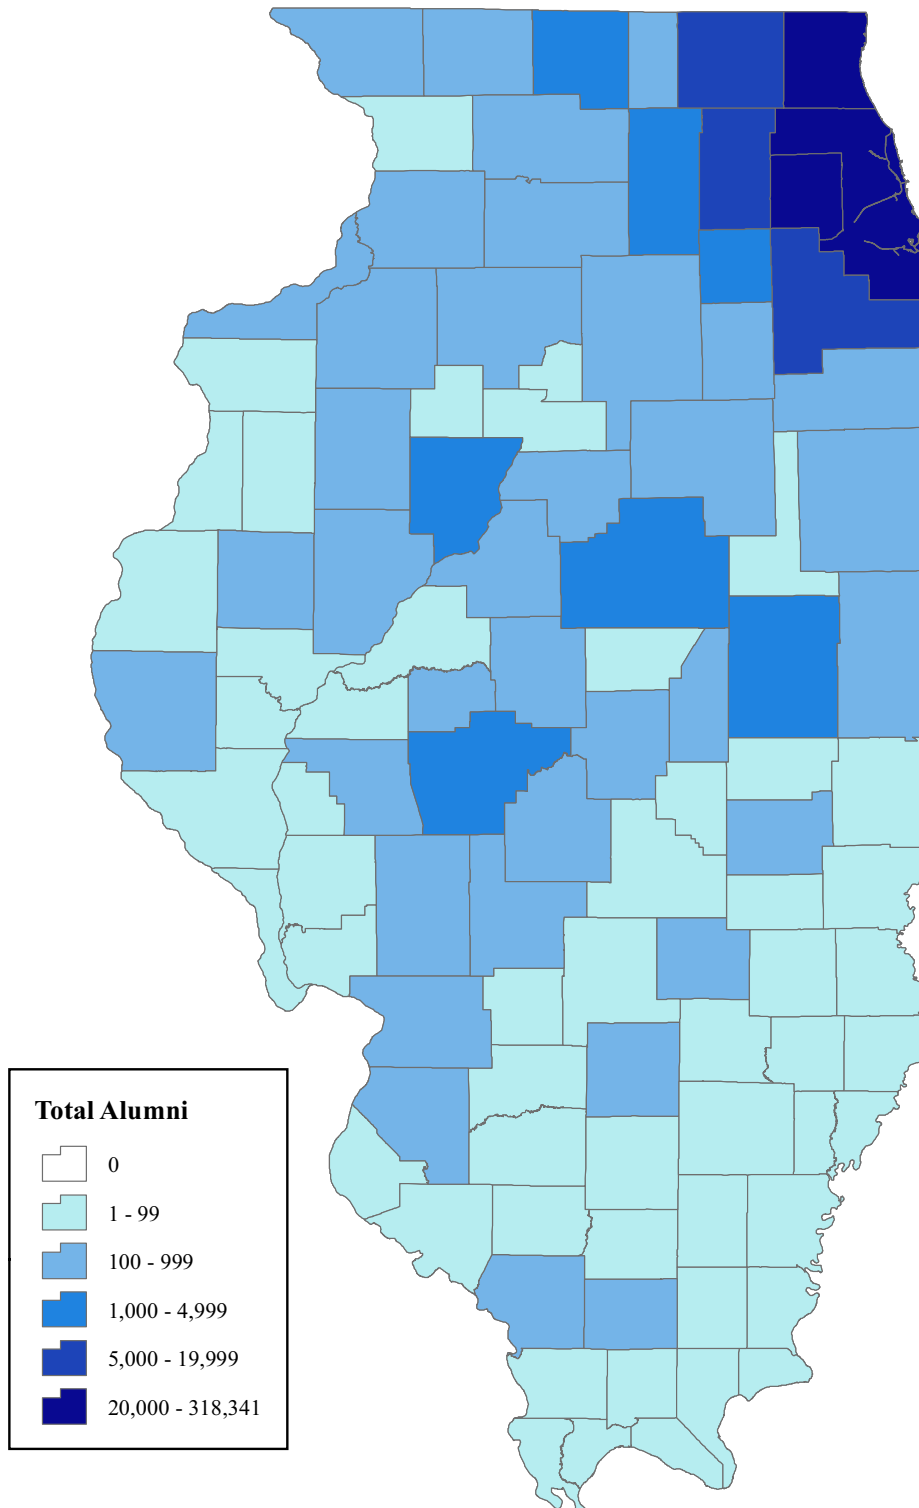 Total Alumni
0
1 - 99
100 - 999
1,000 - 4,999
5,000 - 19,999
20,000 - 318,341